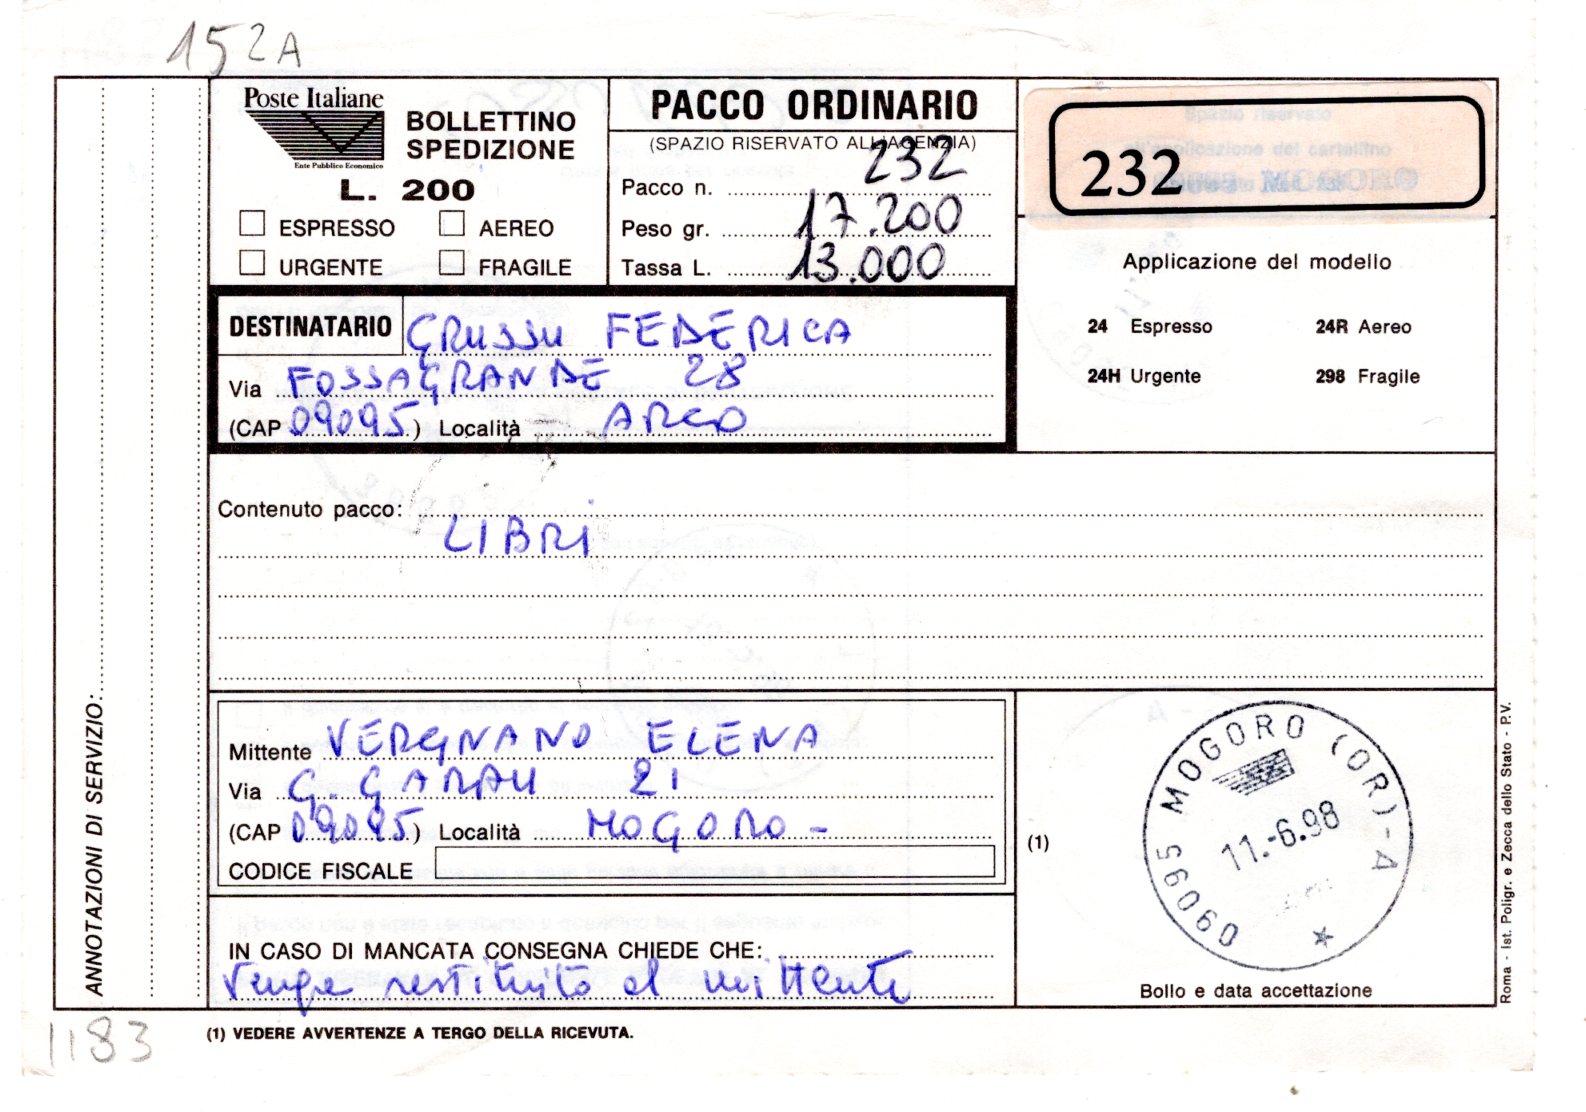 152A
Poste Italiane
Ente Pubblico Economico
BOLLETTINO
SPEDIZIONE
L. 200
ESPRESSO
AEREO
URGENTE
FRAGILE
PACCO ORDINARIO
(SPAZIO RISERVATO ALL'AGENZIA)
Pacco n. 232
Peso gr. 17.200
Tassa L. 13.000
232
09095 MOGORO
Applicazione del modello
24 Espresso
24R Aereo
24H Urgente
298 Fragile
DESTINATARIO GRUSSU FEDERICA
Via FOSSAGRANDE 28
(CAP 09095) Località ARCO
Contenuto pacco:
LIBRI
Mittente VERGNANO ELENA
Via G. GARAU 21
(CAP 09095) Località MOGORO -
CODICE FISCALE
IN CASO DI MANCATA CONSEGNA CHIEDE CHE:
Venga restituito al mittente
(1)
09095 MOGORO (OR) - A
11.-6.98
Bollo e data accettazione
ANNOTAZIONI DI SERVIZIO:
Roma - Ist. Poligr. e Zecca dello Stato - P.V.
1183
(1) VEDERE AVVERTENZE A TERGO DELLA RICEVUTA.